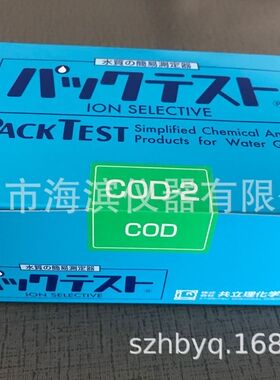 水質の簡易測定器
パックテスト®
ION SELECTIVE
PACK TEST
Simplified Chemical An
Products for Water
市海滨仪器有限
COD-2
COD
水質の簡易測定器
パックテスト®
ION SELECTIVE
共立理化学
szhbyq.168